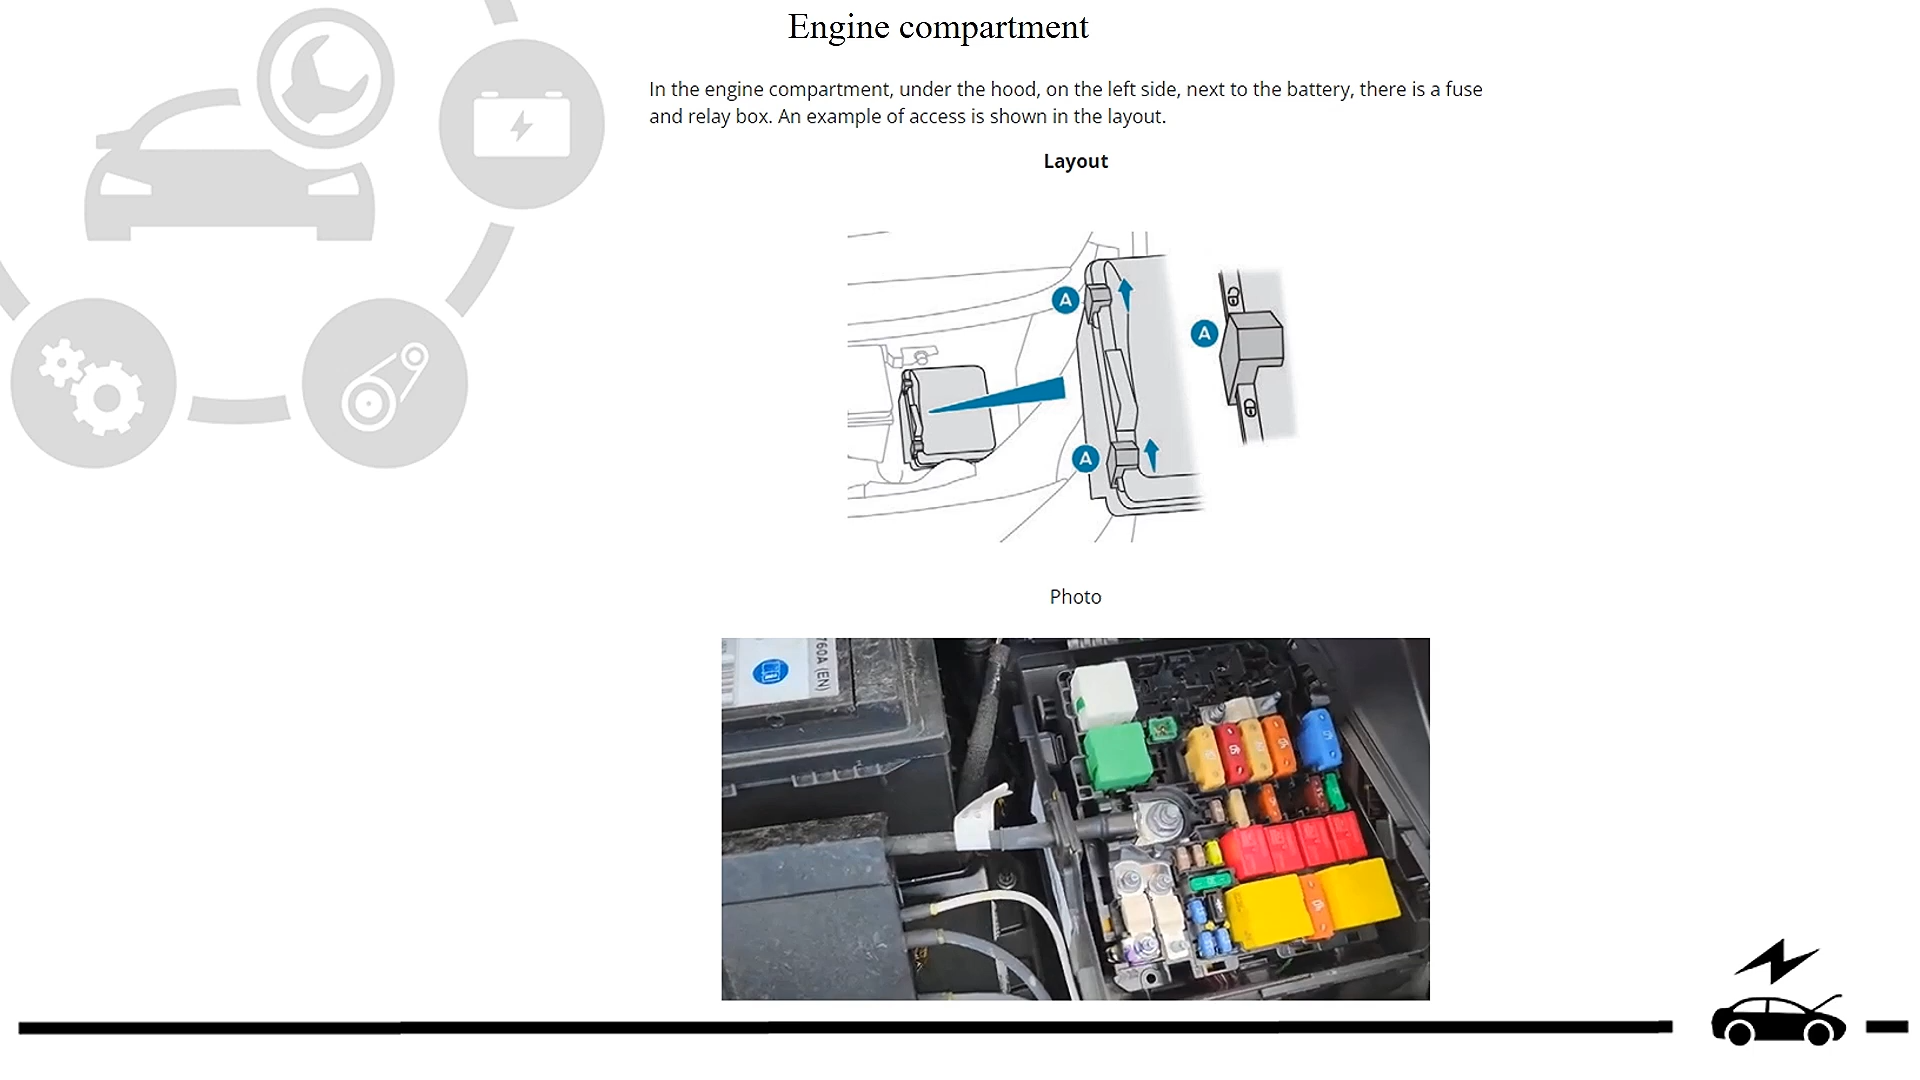 Engine compartment
In the engine compartment, under the hood, on the left side, next to the battery, there is a fuse
and relay box. An example of access is shown in the layout.
Layout
A
A
A
Photo
760A (EN)